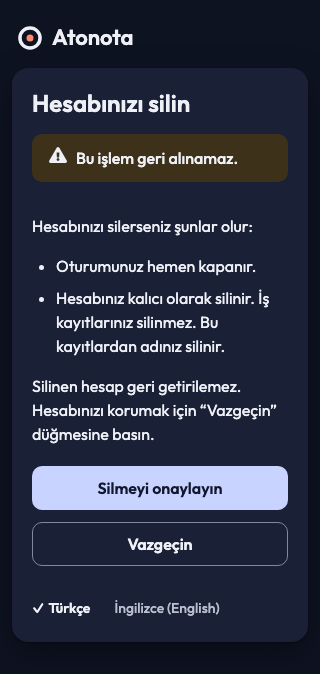 Atonota
Hesabınızı silin
Bu işlem geri alınamaz.
Hesabınızı silerseniz şunlar olur:
• Oturumunuz hemen kapanır.
• Hesabınız kalıcı olarak silinir. İş
kayıtlarınız silinmez. Bu
kayıtlardan adınız silinir.
Silinen hesap geri getirilemez.
Hesabınızı korumak için “Vazgeçin”
düğmesine basın.
Silmeyi onaylayın
Vazgeçin
Türkçe
İngilizce (English)